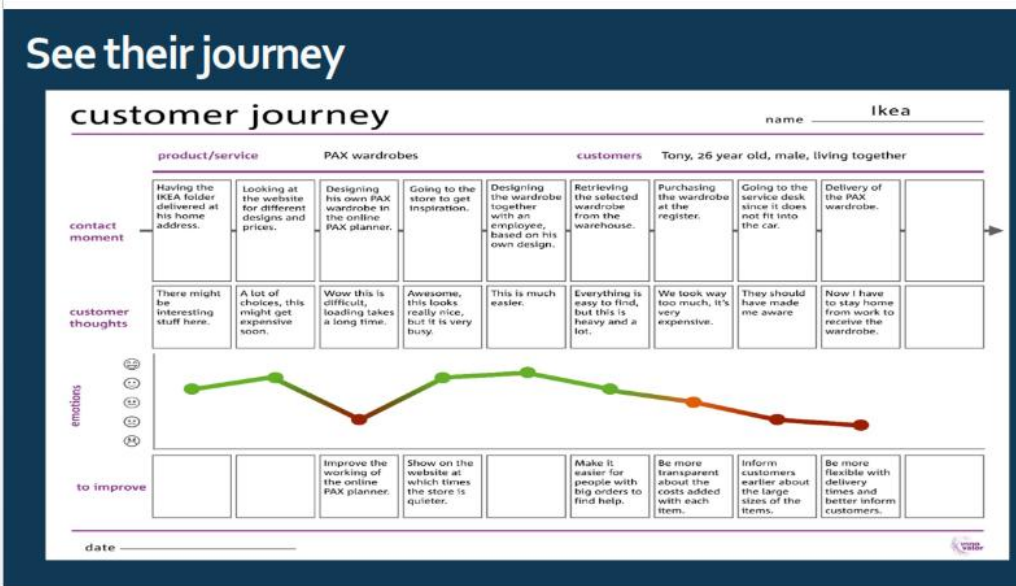 See their journey
customer journey
name Ikea
product/service PAX wardrobes customers Tony, 26 year old, male, living together
contact
moment
Having the
IKEA folder
delivered at
his home
address.
Looking at
the website
for different
designs and
prices.
Designing
his own PAX
wardrobe in
the online
PAX planner.
Going to the
store to get
inspiration.
Designing
the wardrobe
together
with an
employee,
based on his
own design.
Retrieving
the selected
wardrobe
from the
warehouse.
Purchasing
the wardrobe
at the
register.
Going to the
service desk
since it does
not fit into
the car.
Delivery of
the PAX
wardrobe.
customer
thoughts
There might
be
interesting
stuff here.
A lot of
choices, this
might get
expensive
soon.
Wow this is
difficult,
loading takes
a long time.
Awesome,
this looks
really nice,
but it is very
busy.
This is much
easier.
Everything is
easy to find,
but this is
heavy and a
lot.
We took way
too much, it's
very
expensive.
They should
have made
me aware
Now I have
to stay home
from work to
receive the
wardrobe.
emotions
to improve
Improve the
working of
the online
PAX planner.
Show on the
website at
which times
the store is
quieter.
Make it
easier for
people with
big orders to
find help.
Be more
transparent
about the
costs added
with each
item.
Inform
customers
earlier about
the large
sizes of the
items.
Be more
flexible with
delivery
times and
better inform
customers.
date
innovalor